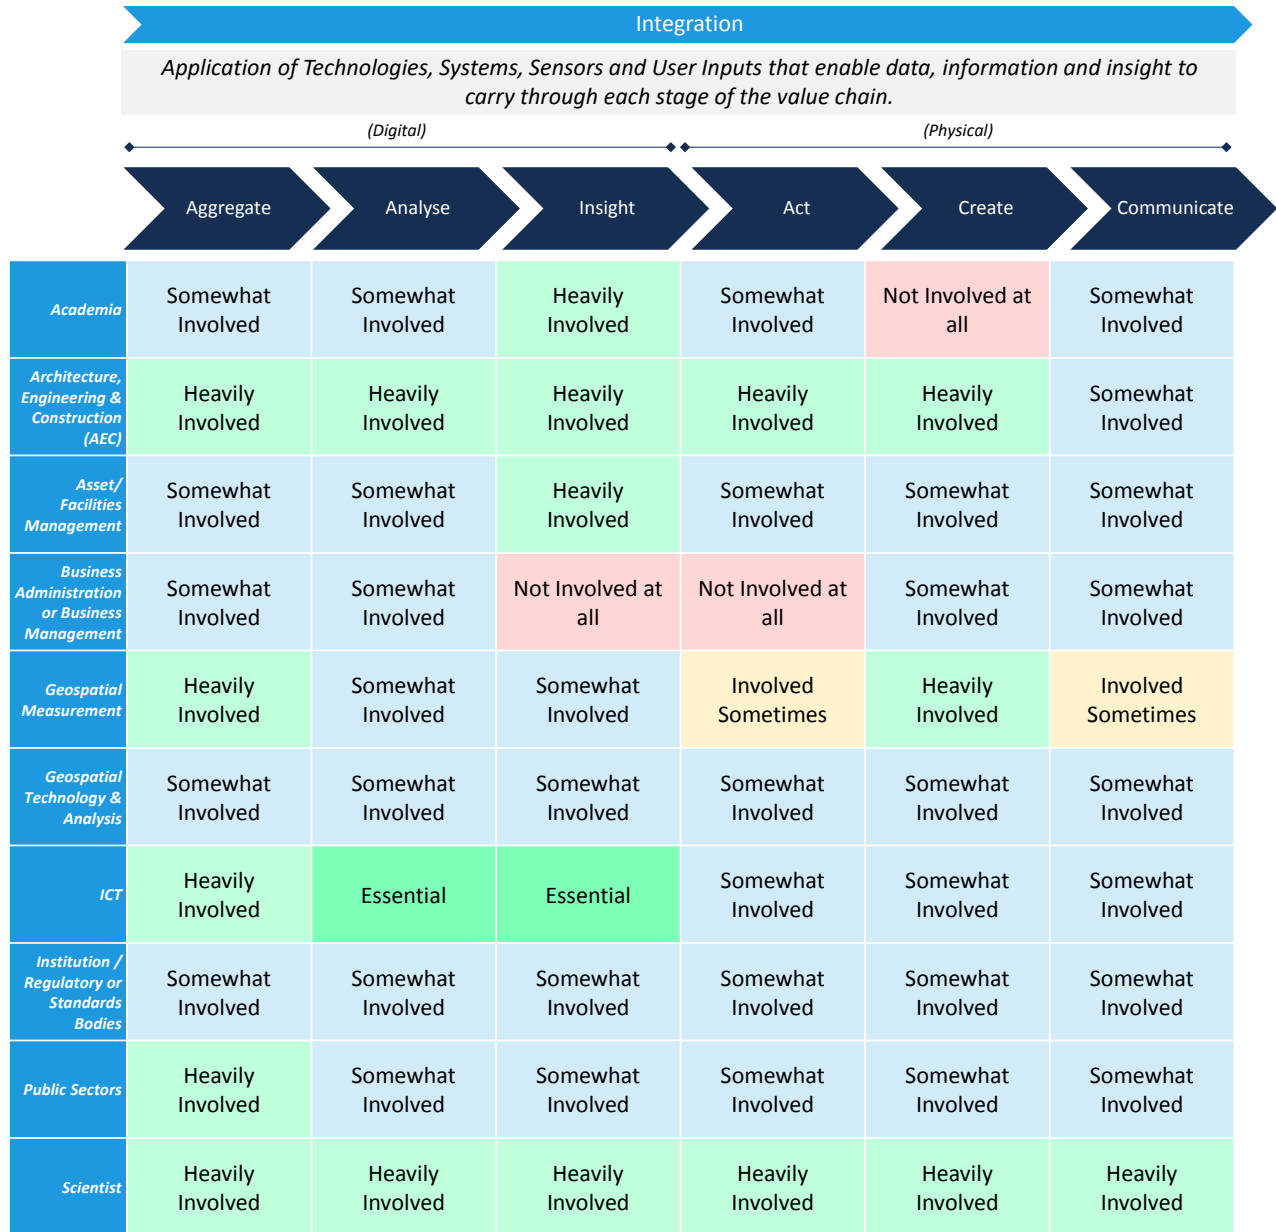 Integration
Application of Technologies, Systems, Sensors and User Inputs that enable data, information and insight to
carry through each stage of the value chain.
(Digital)
(Physical)
Aggregate
Analyse
Insight
Act
Create
Communicate
Academia
Somewhat
Involved
Somewhat
Involved
Heavily
Involved
Somewhat
Involved
Not Involved at
all
Somewhat
Involved
Architecture,
Engineering &
Construction
(AEC)
Heavily
Involved
Heavily
Involved
Heavily
Involved
Heavily
Involved
Heavily
Involved
Somewhat
Involved
Asset/
Facilities
Management
Somewhat
Involved
Somewhat
Involved
Heavily
Involved
Somewhat
Involved
Somewhat
Involved
Somewhat
Involved
Business
Administration
or Business
Management
Somewhat
Involved
Somewhat
Involved
Not Involved at
all
Not Involved at
all
Somewhat
Involved
Somewhat
Involved
Geospatial
Measurement
Heavily
Involved
Somewhat
Involved
Somewhat
Involved
Involved
Sometimes
Heavily
Involved
Involved
Sometimes
Geospatial
Technology &
Analysis
Somewhat
Involved
Somewhat
Involved
Somewhat
Involved
Somewhat
Involved
Somewhat
Involved
Somewhat
Involved
ICT
Heavily
Involved
Essential
Essential
Somewhat
Involved
Somewhat
Involved
Somewhat
Involved
Institution /
Regulatory or
Standards
Bodies
Somewhat
Involved
Somewhat
Involved
Somewhat
Involved
Somewhat
Involved
Somewhat
Involved
Somewhat
Involved
Public Sectors
Heavily
Involved
Somewhat
Involved
Somewhat
Involved
Somewhat
Involved
Somewhat
Involved
Somewhat
Involved
Scientist
Heavily
Involved
Heavily
Involved
Heavily
Involved
Heavily
Involved
Heavily
Involved
Heavily
Involved